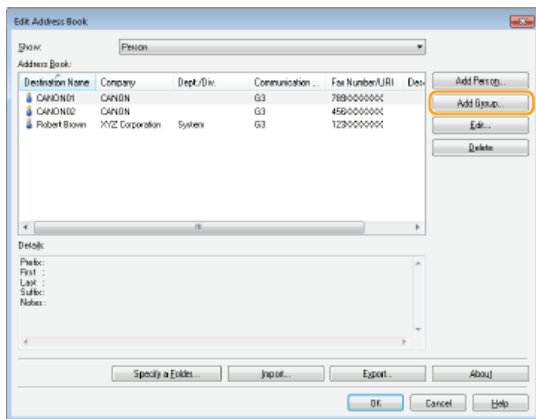 Edit Address Book
Show: Person
Address Book:
Destination Name Company Dept./Div. Communication ... Fax Number/URI Des
CANON01 CANON G3 789XXXXXXX
CANON02 CANON G3 456XXXXXXX
Robert Brown XYZ Corporation System G3 123XXXXXXX
Add Person...
Add Group...
Edit...
Delete
Details:
Prefix:
First :
Last :
Suffix:
Notes:
Specify a Folder... Import... Export... About
OK Cancel Help